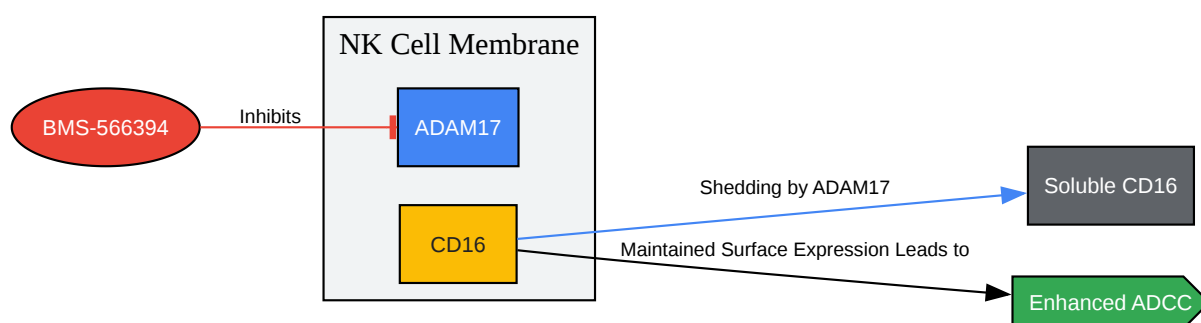 NK Cell Membrane
BMS-566394
Inhibits
ADAM17
CD16
Shedding by ADAM17
Soluble CD16
Maintained Surface Expression Leads to
Enhanced ADCC